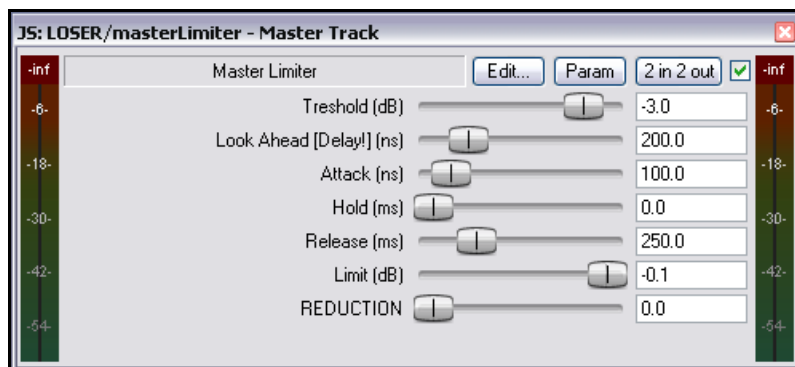 JS: LOSER/masterLimiter - Master Track
-inf Master Limiter Edit... Param 2 in 2 out -inf
-6- Treshold (dB) -3.0 -6-
Look Ahead [Delay!] (ns) 200.0
-18- Attack (ns) 100.0 -18-
Hold (ms) 0.0
-30- Release (ms) 250.0 -30-
-42- Limit (dB) -0.1 -42-
REDUCTION 0.0
-54- -54-